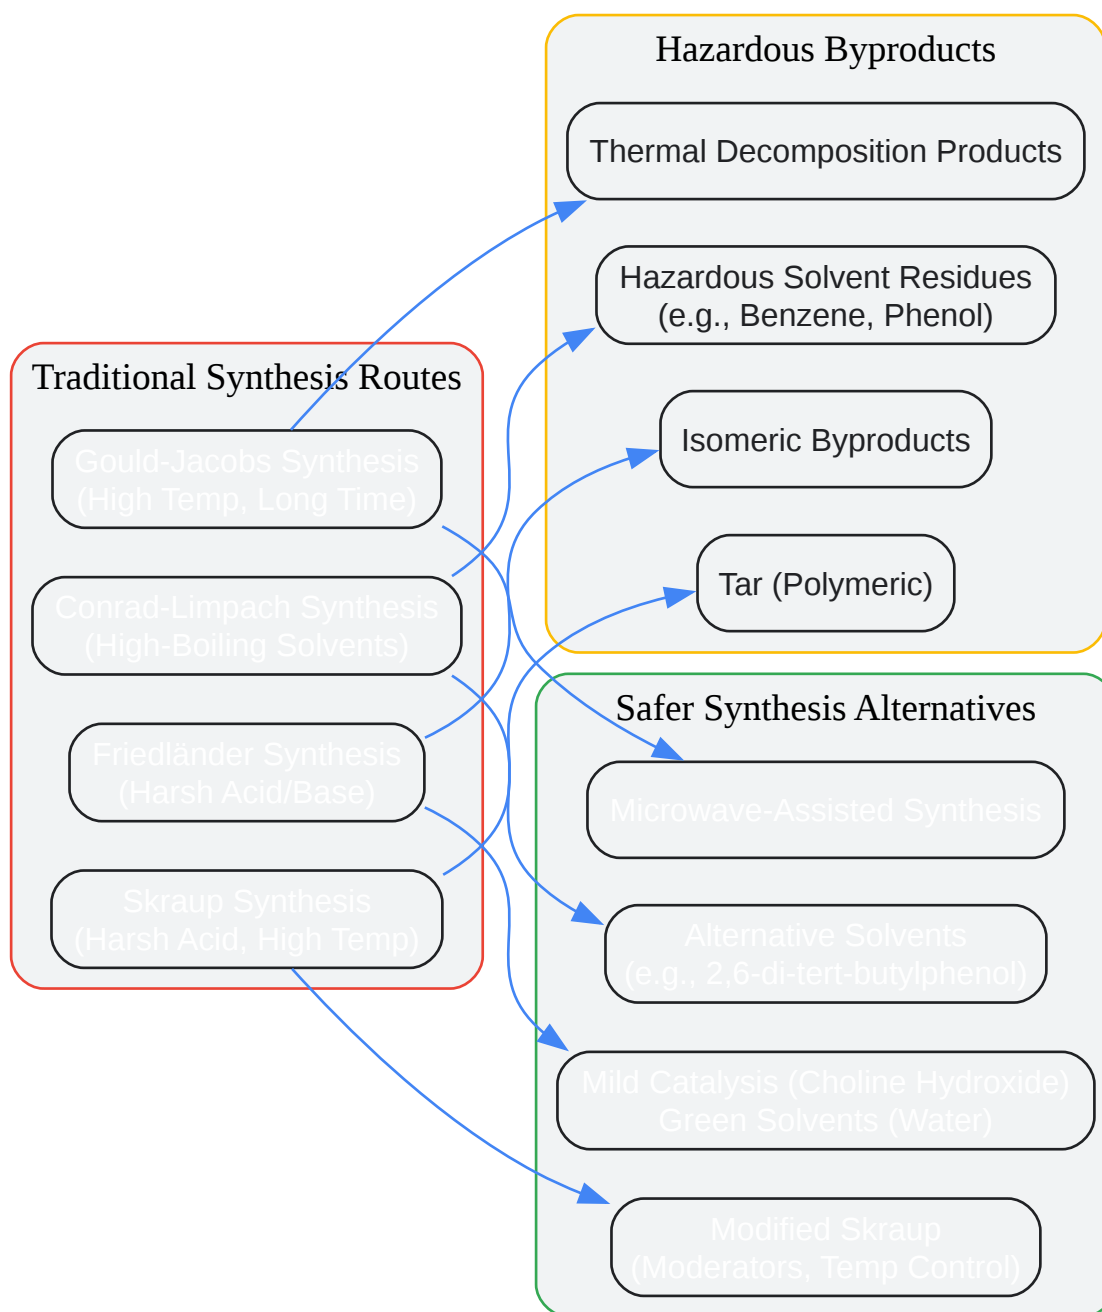 Hazardous Byproducts
Thermal Decomposition Products
Hazardous Solvent Residues
(e.g., Benzene, Phenol)
Isomeric Byproducts
Tar (Polymeric)
Traditional Synthesis Routes
Gould-Jacobs Synthesis
(High Temp, Long Time)
Conrad-Limpach Synthesis
(High-Boiling Solvents)
Friedländer Synthesis
(Harsh Acid/Base)
Skraup Synthesis
(Harsh Acid, High Temp)
Safer Synthesis Alternatives
Microwave-Assisted Synthesis
Alternative Solvents
(e.g., 2,6-di-tert-butylphenol)
Mild Catalysis (Choline Hydroxide)
Green Solvents (Water)
Modified Skraup
(Moderators, Temp Control)